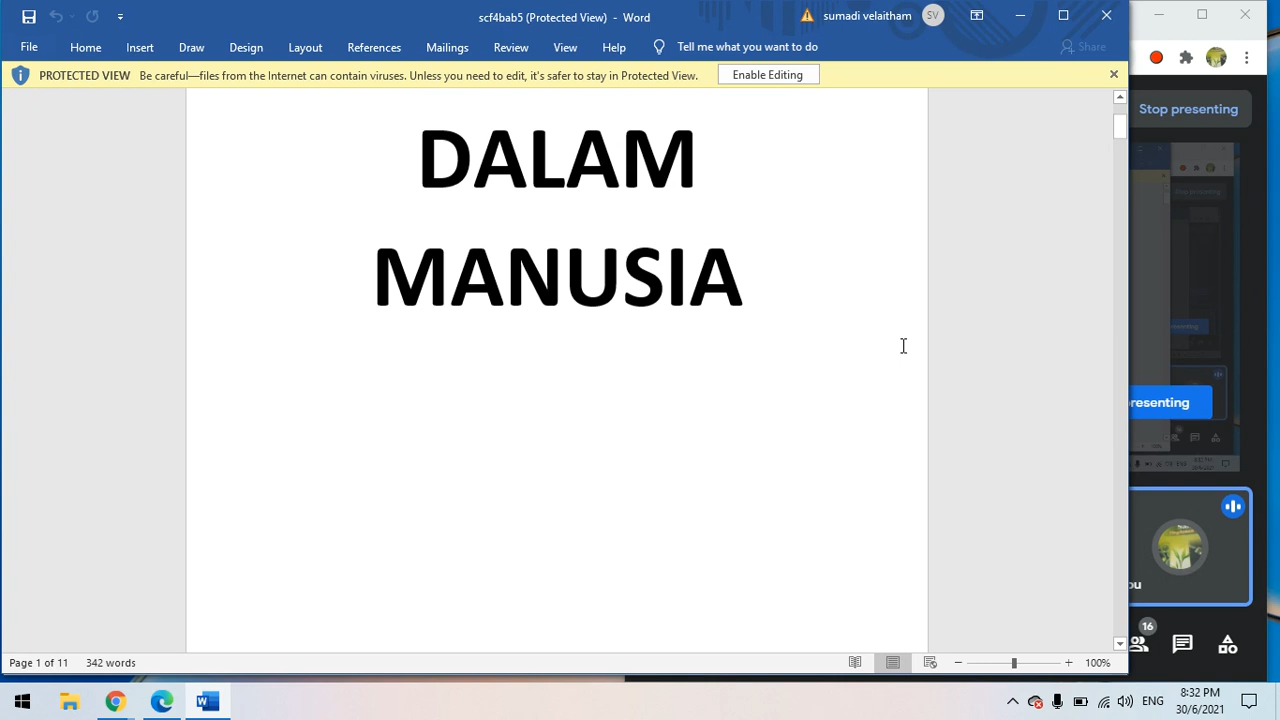 scf4bab5 (Protected View) - Word
sumadi velaitham
SV
File Home Insert Draw Design Layout References Mailings Review View Help Tell me what you want to do Share
PROTECTED VIEW Be careful—files from the Internet can contain viruses. Unless you need to edit, it's safer to stay in Protected View. Enable Editing
Stop presenting
DALAM
MANUSIA
presenting
ou
16
Page 1 of 11 342 words
100%
ENG
8:32 PM
30/6/2021